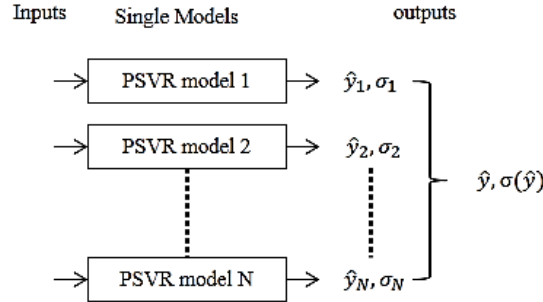 Inputs Single Models outputs
PSVR model 1 ŷ₁, σ₁
PSVR model 2 ŷ₂, σ₂
ŷ, σ(ŷ)
PSVR model N ŷ_N, σ_N